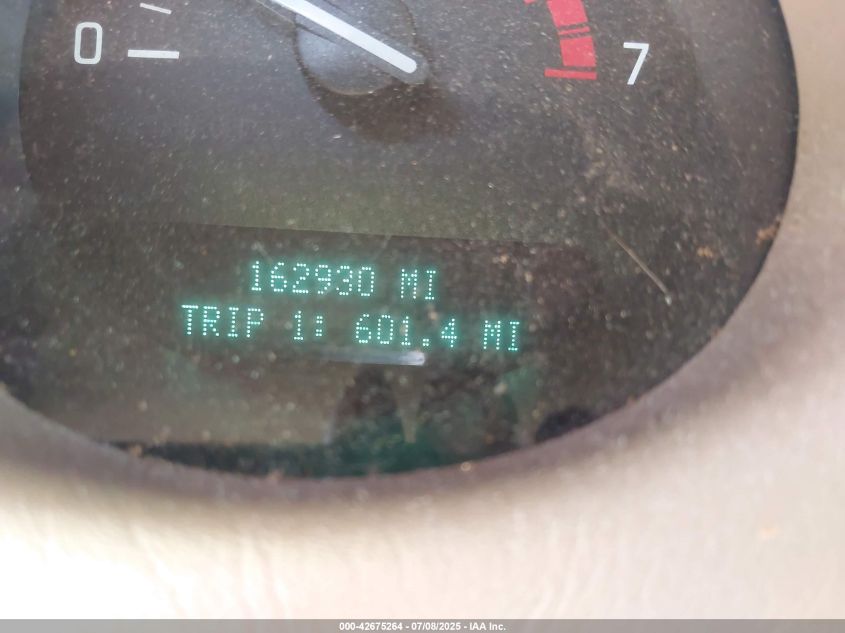 0
7
162930 MI
TRIP 1: 601.4 MI
000-42675264 - 07/08/2025 - IAA Inc.